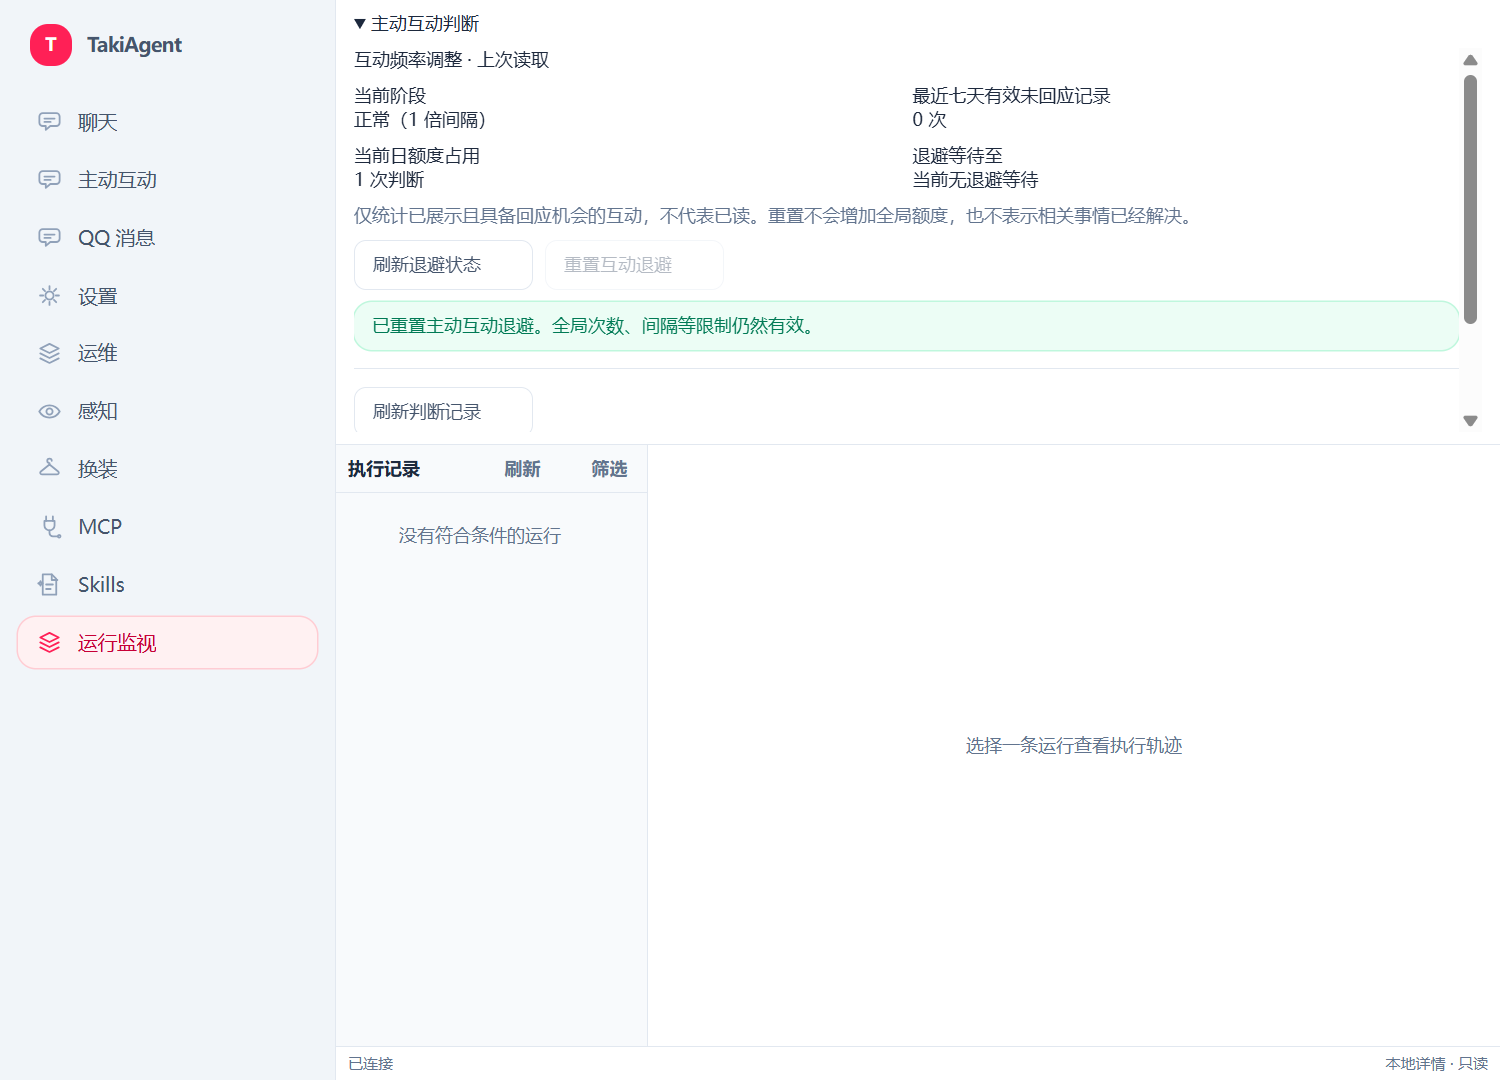 T
TakiAgent
聊天
主动互动
QQ 消息
设置
运维
感知
换装
MCP
Skills
运行监视
▼ 主动互动判断
互动频率调整 · 上次读取
当前阶段
正常（1 倍间隔）
最近七天有效未回应记录
0 次
当前日额度占用
1 次判断
退避等待至
当前无退避等待
仅统计已展示且具备回应机会的互动，不代表已读。重置不会增加全局额度，也不表示相关事情已经解决。
刷新退避状态
重置互动退避
已重置主动互动退避。全局次数、间隔等限制仍然有效。
刷新判断记录
执行记录
刷新
筛选
没有符合条件的运行
选择一条运行查看执行轨迹
已连接
本地详情 · 只读